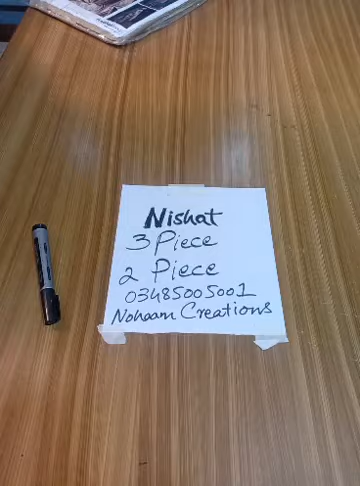 Nishat
3 Piece
2 Piece
03485005001
Nohaam Creations